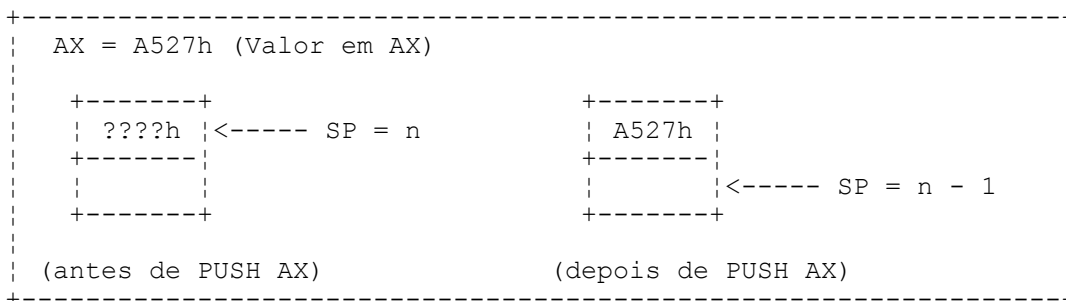 AX = A527h (Valor em AX)
????h <----- SP = n A527h
<----- SP = n - 1
(antes de PUSH AX) (depois de PUSH AX)